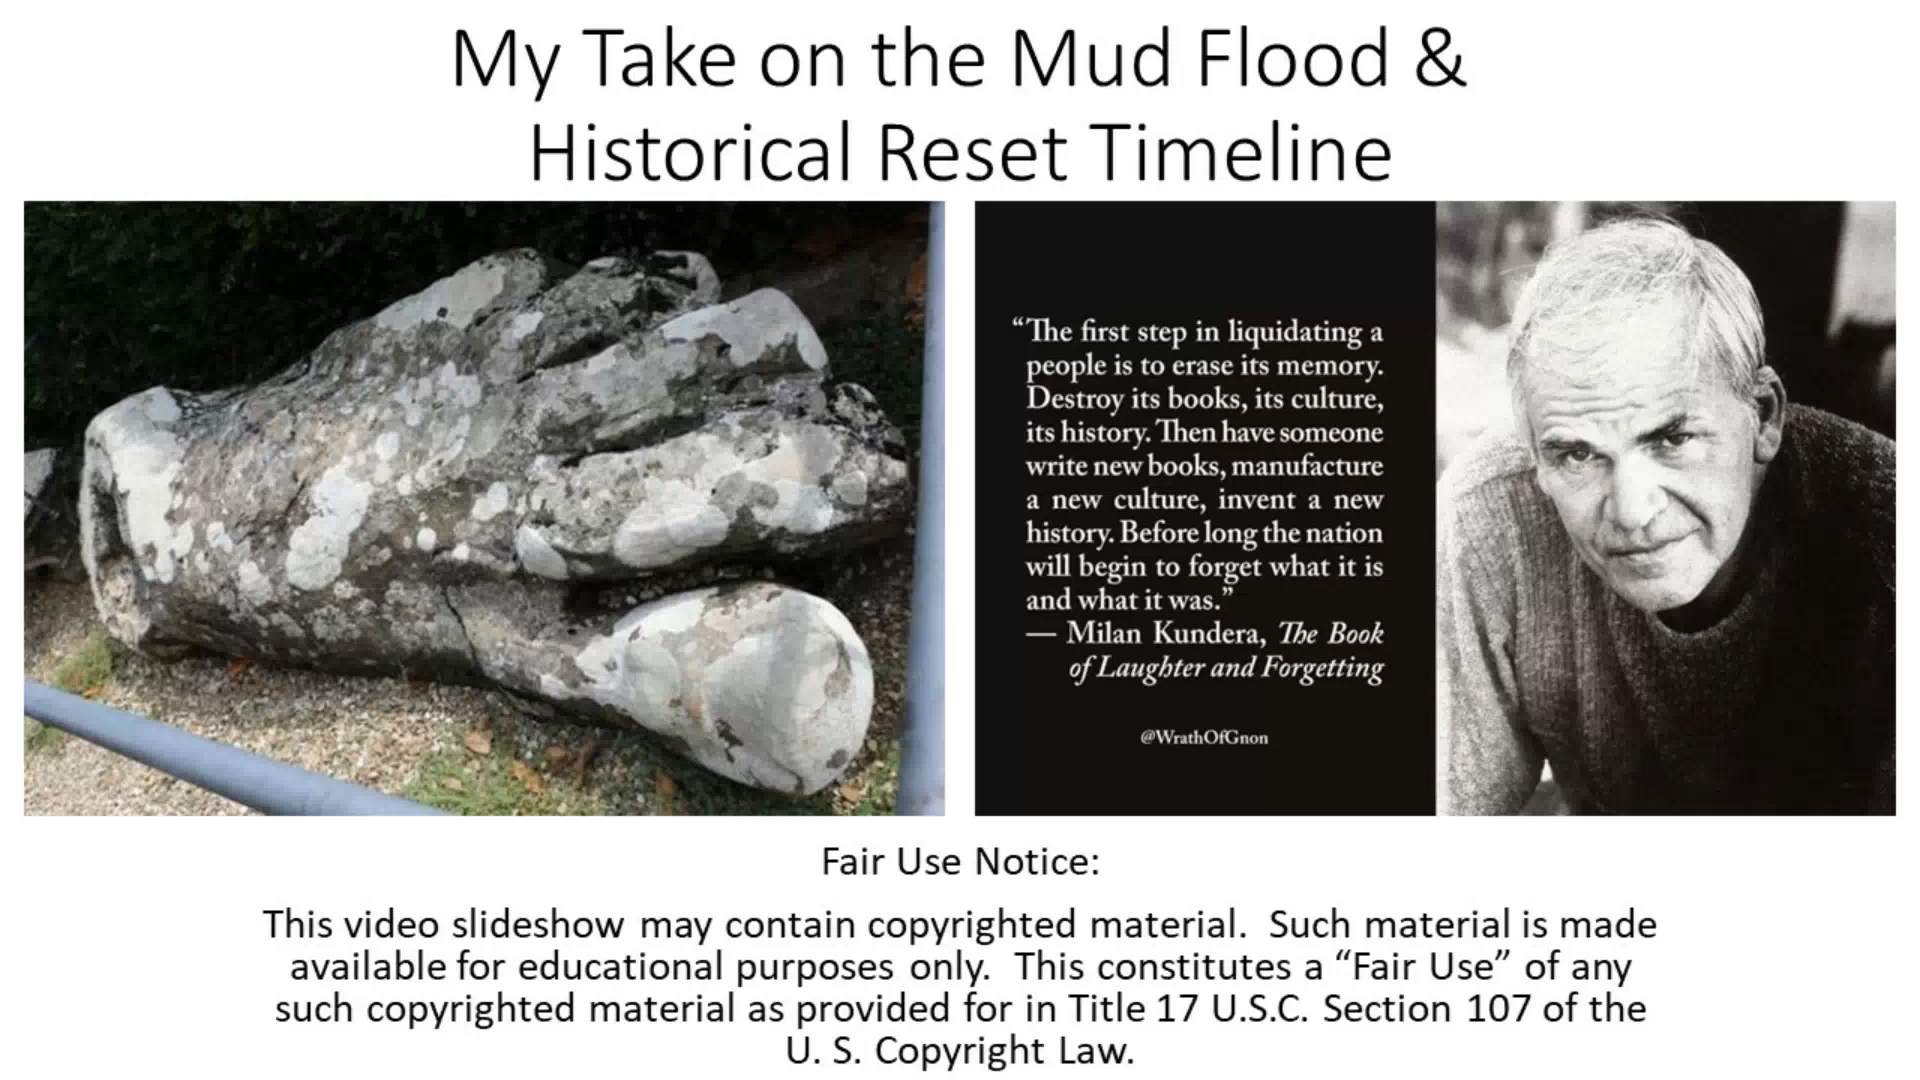 My Take on the Mud Flood &
Historical Reset Timeline
“The first step in liquidating a
people is to erase its memory.
Destroy its books, its culture,
its history. Then have someone
write new books, manufacture
a new culture, invent a new
history. Before long the nation
will begin to forget what it is
and what it was.”
— Milan Kundera, The Book
of Laughter and Forgetting
@WrathOfGnon
Fair Use Notice:
This video slideshow may contain copyrighted material.  Such material is made
available for educational purposes only.  This constitutes a “Fair Use” of any
such copyrighted material as provided for in Title 17 U.S.C. Section 107 of the
U. S. Copyright Law.